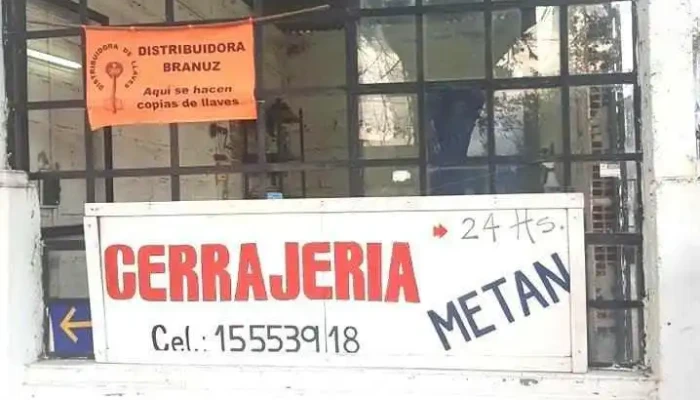 DISTRIBUIDORA DE LLAVES
DISTRIBUIDORA
BRANUZ
Aquí se hacen
copias de llaves
24 Hs.
CERRAJERIA
METAN
Cel.: 15553918